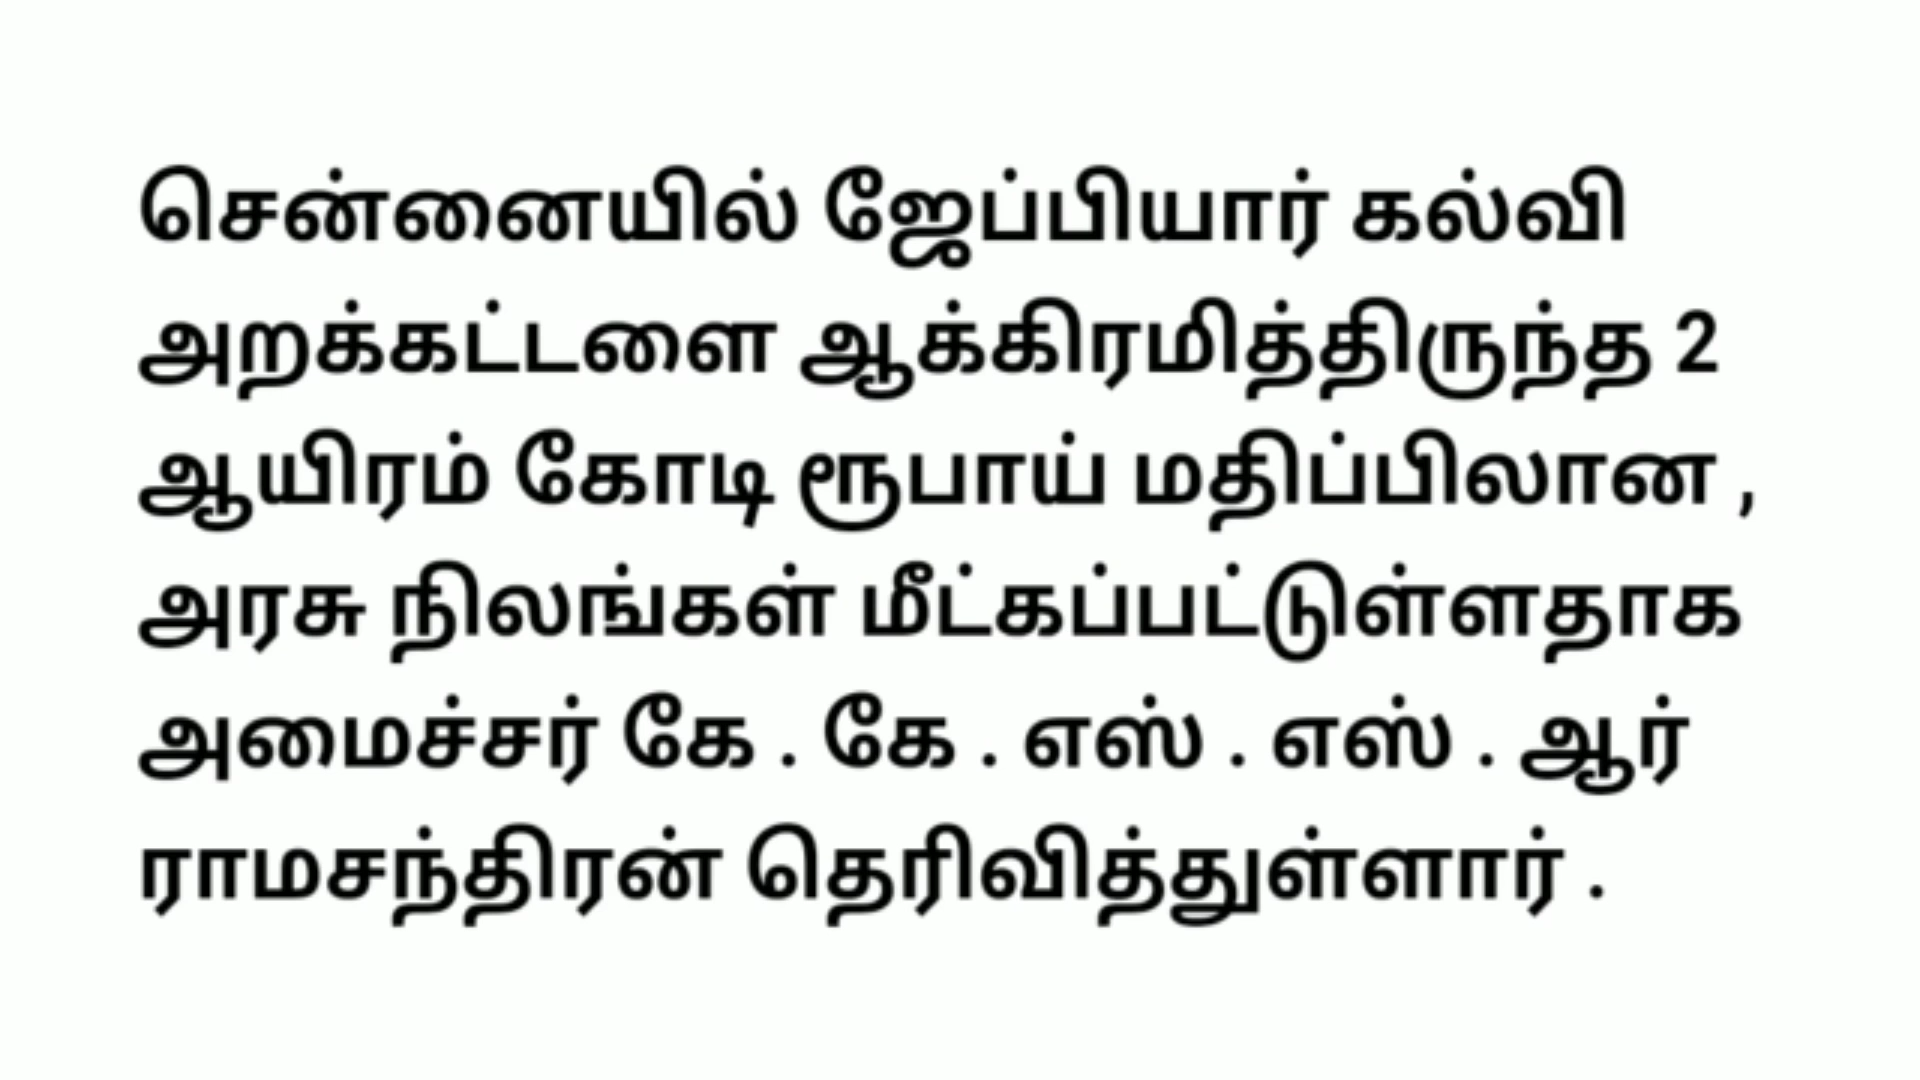 சென்னையில் ஜேப்பியார் கல்வி
அறக்கட்டளை ஆக்கிரமித்திருந்த 2
ஆயிரம் கோடி ரூபாய் மதிப்பிலான ,
அரசு நிலங்கள் மீட்கப்பட்டுள்ளதாக
அமைச்சர் கே . கே . எஸ் . எஸ் . ஆர்
ராமசந்திரன் தெரிவித்துள்ளார் .